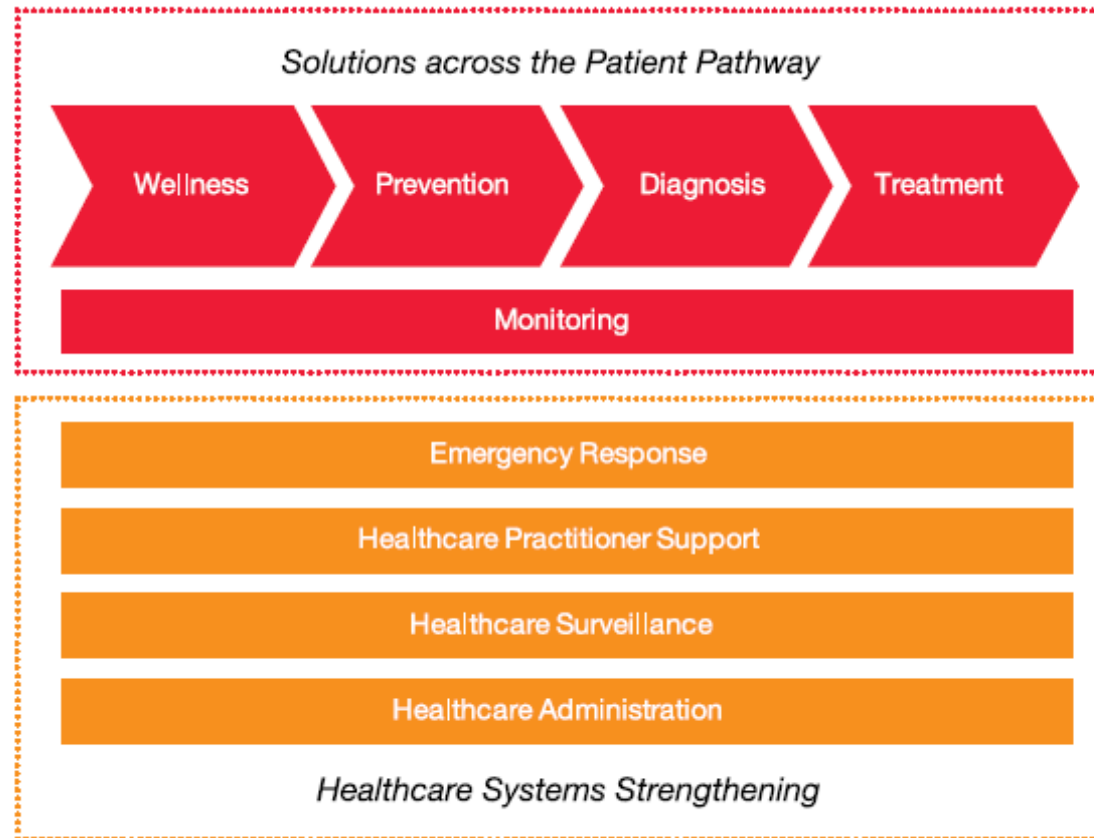 Solutions across the Patient Pathway
Wellness
Prevention
Diagnosis
Treatment
Monitoring
Emergency Response
Healthcare Practitioner Support
Healthcare Surveillance
Healthcare Administration
Healthcare Systems Strengthening